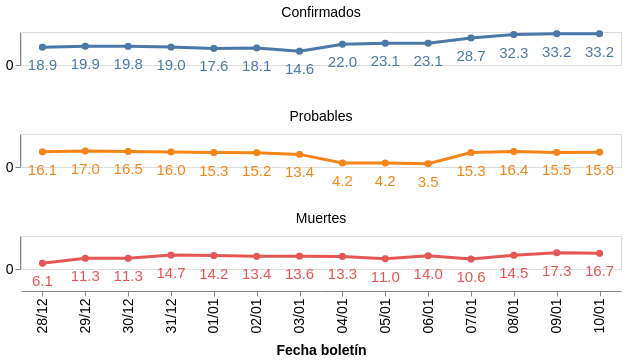 Confirmados
0
18.9 19.9 19.8 19.0 17.6 18.1 14.6 22.0 23.1 23.1 28.7 32.3 33.2 33.2
Probables
0
16.1 17.0 16.5 16.0 15.3 15.2 13.4 4.2 4.2 3.5 15.3 16.4 15.5 15.8
Muertes
0
6.1 11.3 11.3 14.7 14.2 13.4 13.6 13.3 11.0 14.0 10.6 14.5 17.3 16.7
28/12 29/12 30/12 31/12 01/01 02/01 03/01 04/01 05/01 06/01 07/01 08/01 09/01 10/01
Fecha boletín